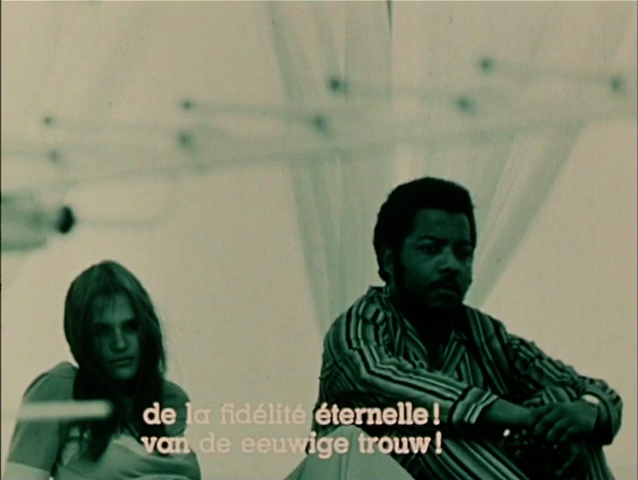 de la fidélité éternelle!
van de eeuwige trouw!